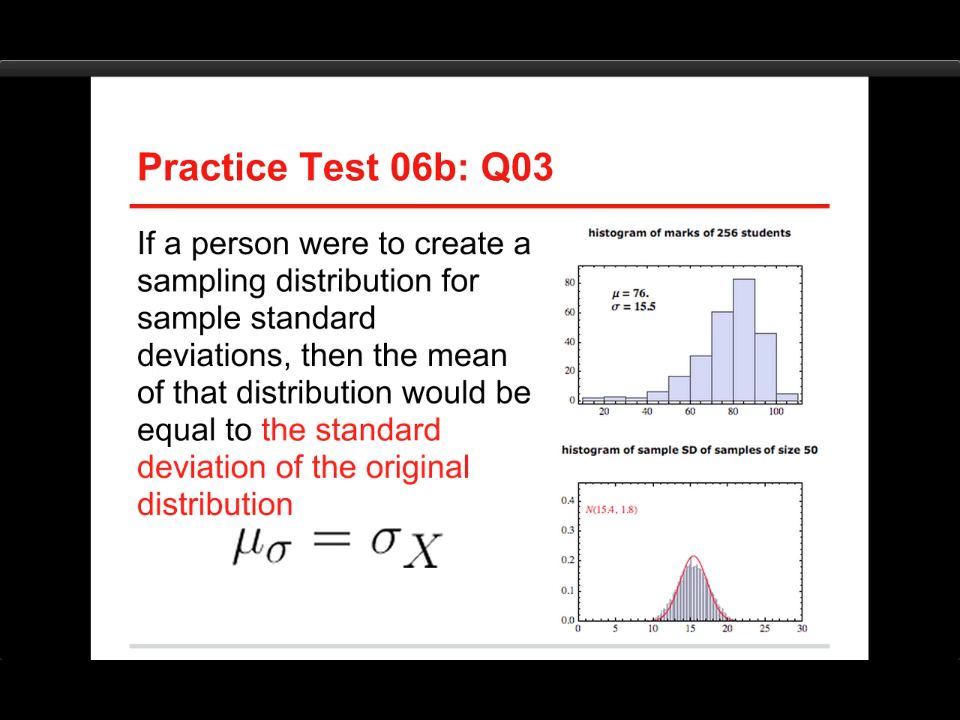 Practice Test 06b: Q03
If a person were to create a
sampling distribution for
sample standard
deviations, then the mean
of that distribution would be
equal to the standard
deviation of the original
distribution
μσ = σX
histogram of marks of 256 students
80
60
40
20
0
μ = 76.
σ = 15.5
20 40 60 80 100
histogram of sample SD of samples of size 50
0.4
0.3
0.2
0.1
0.0
N(15.4, 1.8)
0 5 10 15 20 25 30